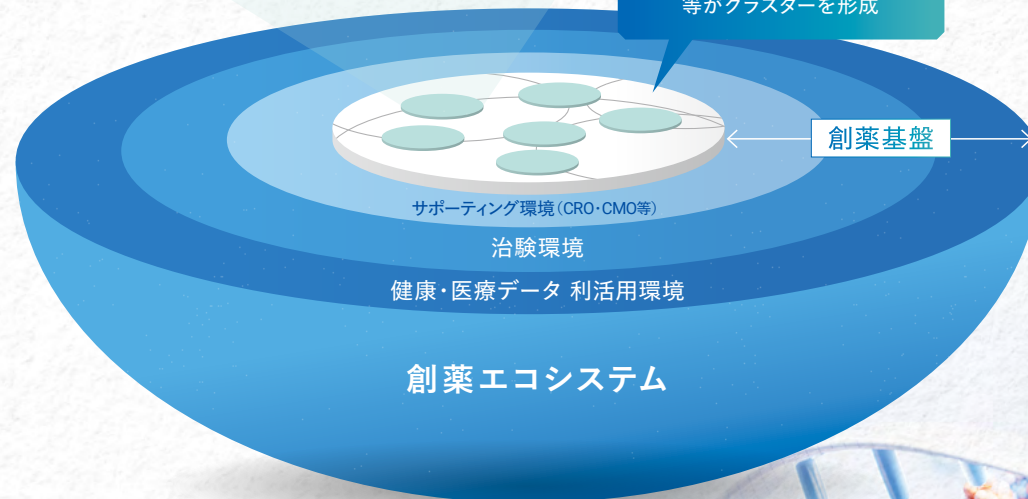 等がクラスターを形成
創薬基盤
サポーティング環境（CRO・CMO等）
治験環境
健康・医療データ 利活用環境
創薬エコシステム